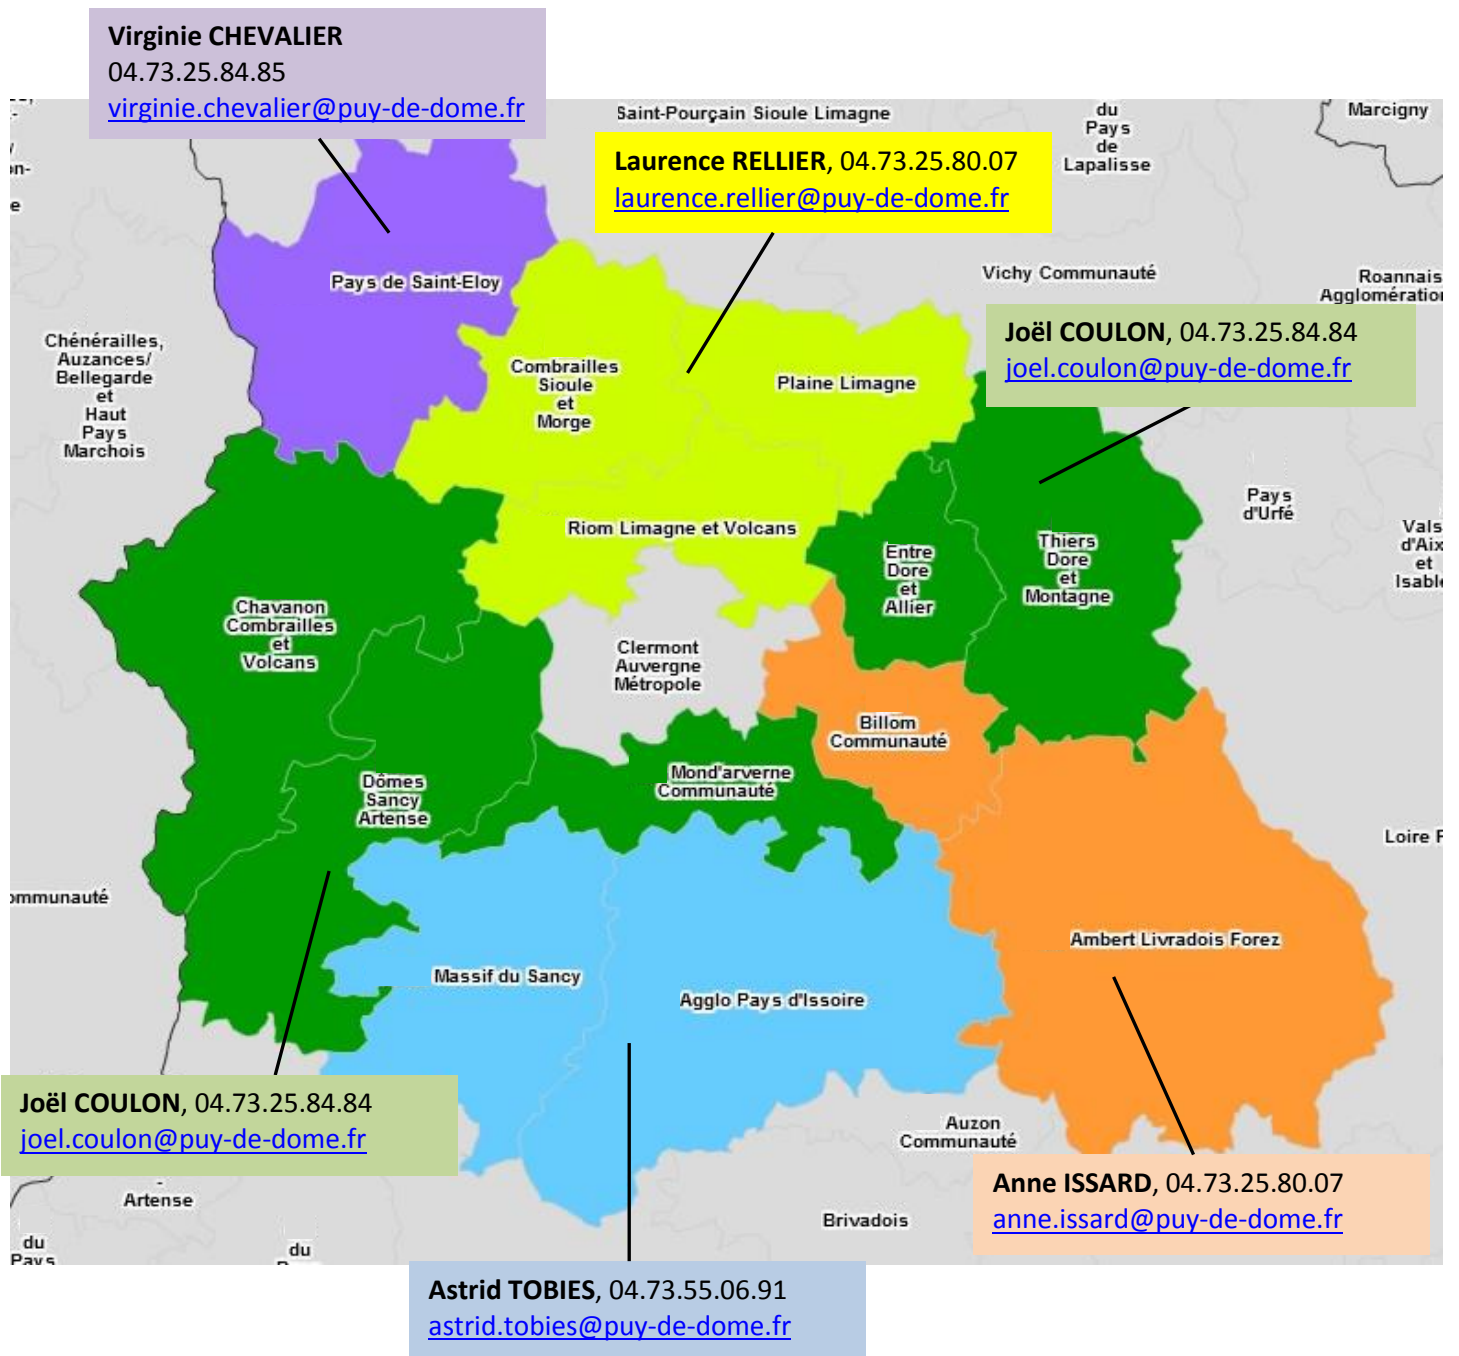 Virginie CHEVALIER
04.73.25.84.85
virginie.chevalier@puy-de-dome.fr
Saint-Pourçain Sioule Limagne
du
Pays
de
Lapalisse
Marcigny
Laurence RELLIER, 04.73.25.80.07
laurence.rellier@puy-de-dome.fr
Pays de Saint-Eloy
Vichy Communauté
Roannais
Agglomération
Joël COULON, 04.73.25.84.84
joel.coulon@puy-de-dome.fr
Chénérailles,
Auzances/
Bellegarde
et
Haut
Pays
Marchois
Combrailles
Sioule
et
Morge
Plaine Limagne
Pays
d'Urfé
Riom Limagne et Volcans
Entre
Dore
et
Allier
Thiers
Dore
et
Montagne
Vals
d'Aix
et
Isable
Chavanon
Combrailles
et
Volcans
Clermont
Auvergne
Métropole
Billom
Communauté
Dômes
Sancy
Artense
Mond'arverne
Communauté
Loire F
ommunauté
Ambert Livradois Forez
Massif du Sancy
Agglo Pays d'Issoire
Joël COULON, 04.73.25.84.84
joel.coulon@puy-de-dome.fr
Auzon
Communauté
-
Artense
Anne ISSARD, 04.73.25.80.07
anne.issard@puy-de-dome.fr
Brivadois
du
Pays
du
Astrid TOBIES, 04.73.55.06.91
astrid.tobies@puy-de-dome.fr